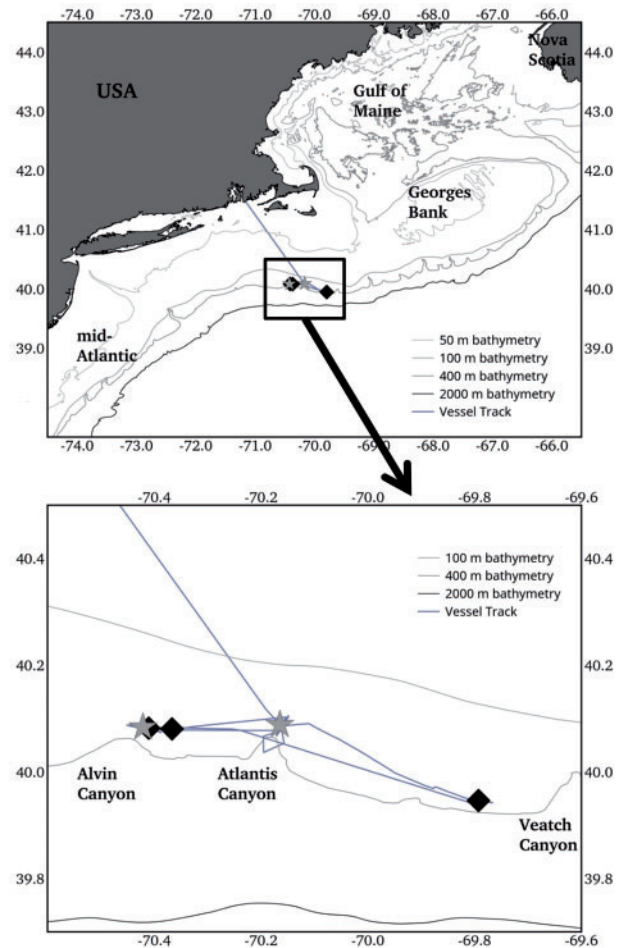 -74.0 -73.0 -72.0 -71.0 -70.0 -69.0 -68.0 -67.0 -66.0
44.0 44.0
Nova
Scotia
USA
Gulf of
Maine
43.0 43.0
42.0 42.0
Georges
Bank
41.0 41.0
40.0 40.0
mid-
Atlantic
39.0 39.0
50 m bathymetry
100 m bathymetry
400 m bathymetry
2000 m bathymetry
Vessel Track
-74.0 -73.0 -72.0 -71.0 -70.0 -69.0 -68.0 -67.0 -66.0
-70.4 -70.2 -70.0 -69.8 -69.6
40.4 40.4
100 m bathymetry
400 m bathymetry
2000 m bathymetry
Vessel Track
40.2 40.2
40.0 40.0
Alvin
Canyon
Atlantis
Canyon
Veatch
Canyon
39.8 39.8
-70.4 -70.2 -70.0 -69.8 -69.6